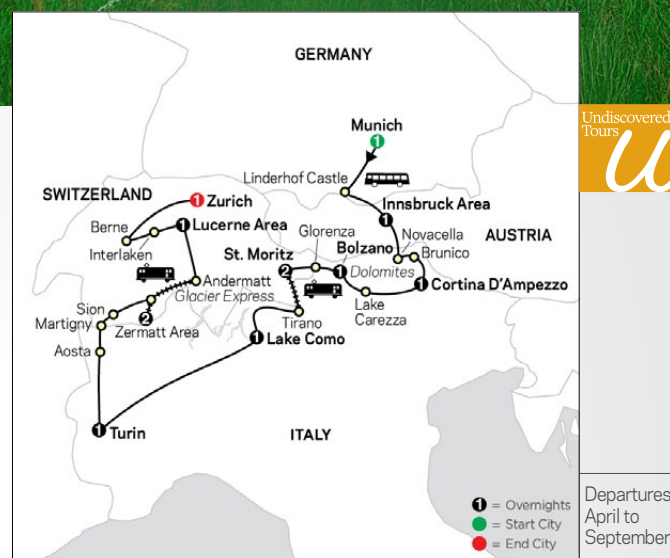 GERMANY
Munich
1
Undiscovered
Tours
u
Linderhof Castle
SWITZERLAND
1 Zurich
Innsbruck Area
1
Berne
1 Lucerne Area
Glorenza
Novacella
AUSTRIA
Interlaken
St. Moritz
Bolzano
Brunico
2
1
Dolomites
Andermatt
Glacier Express
1 Cortina D'Ampezzo
Sion
Lake
Carezza
Martigny
2
Zermatt Area
Tirano
1 Lake Como
Aosta
1 Turin
ITALY
1 = Overnights
= Start City
= End City
Departures
April to
September